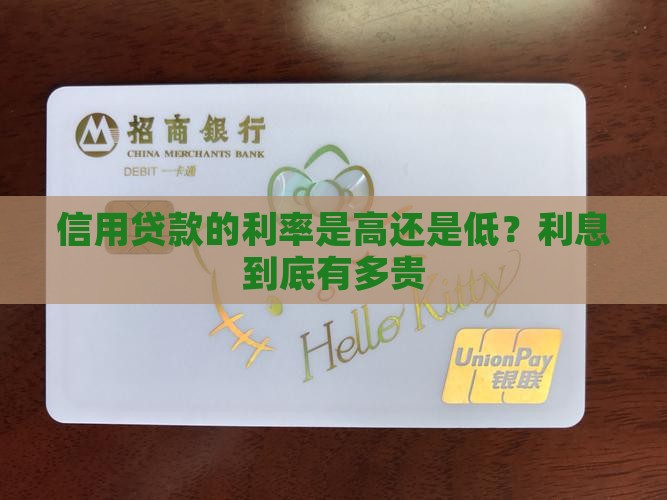 招商銀行
CHINA MERCHANTS BANK
DEBIT 一卡通
信用贷款的利率是高还是低？利息
到底有多贵
Hello Kitty
UnionPay
银联